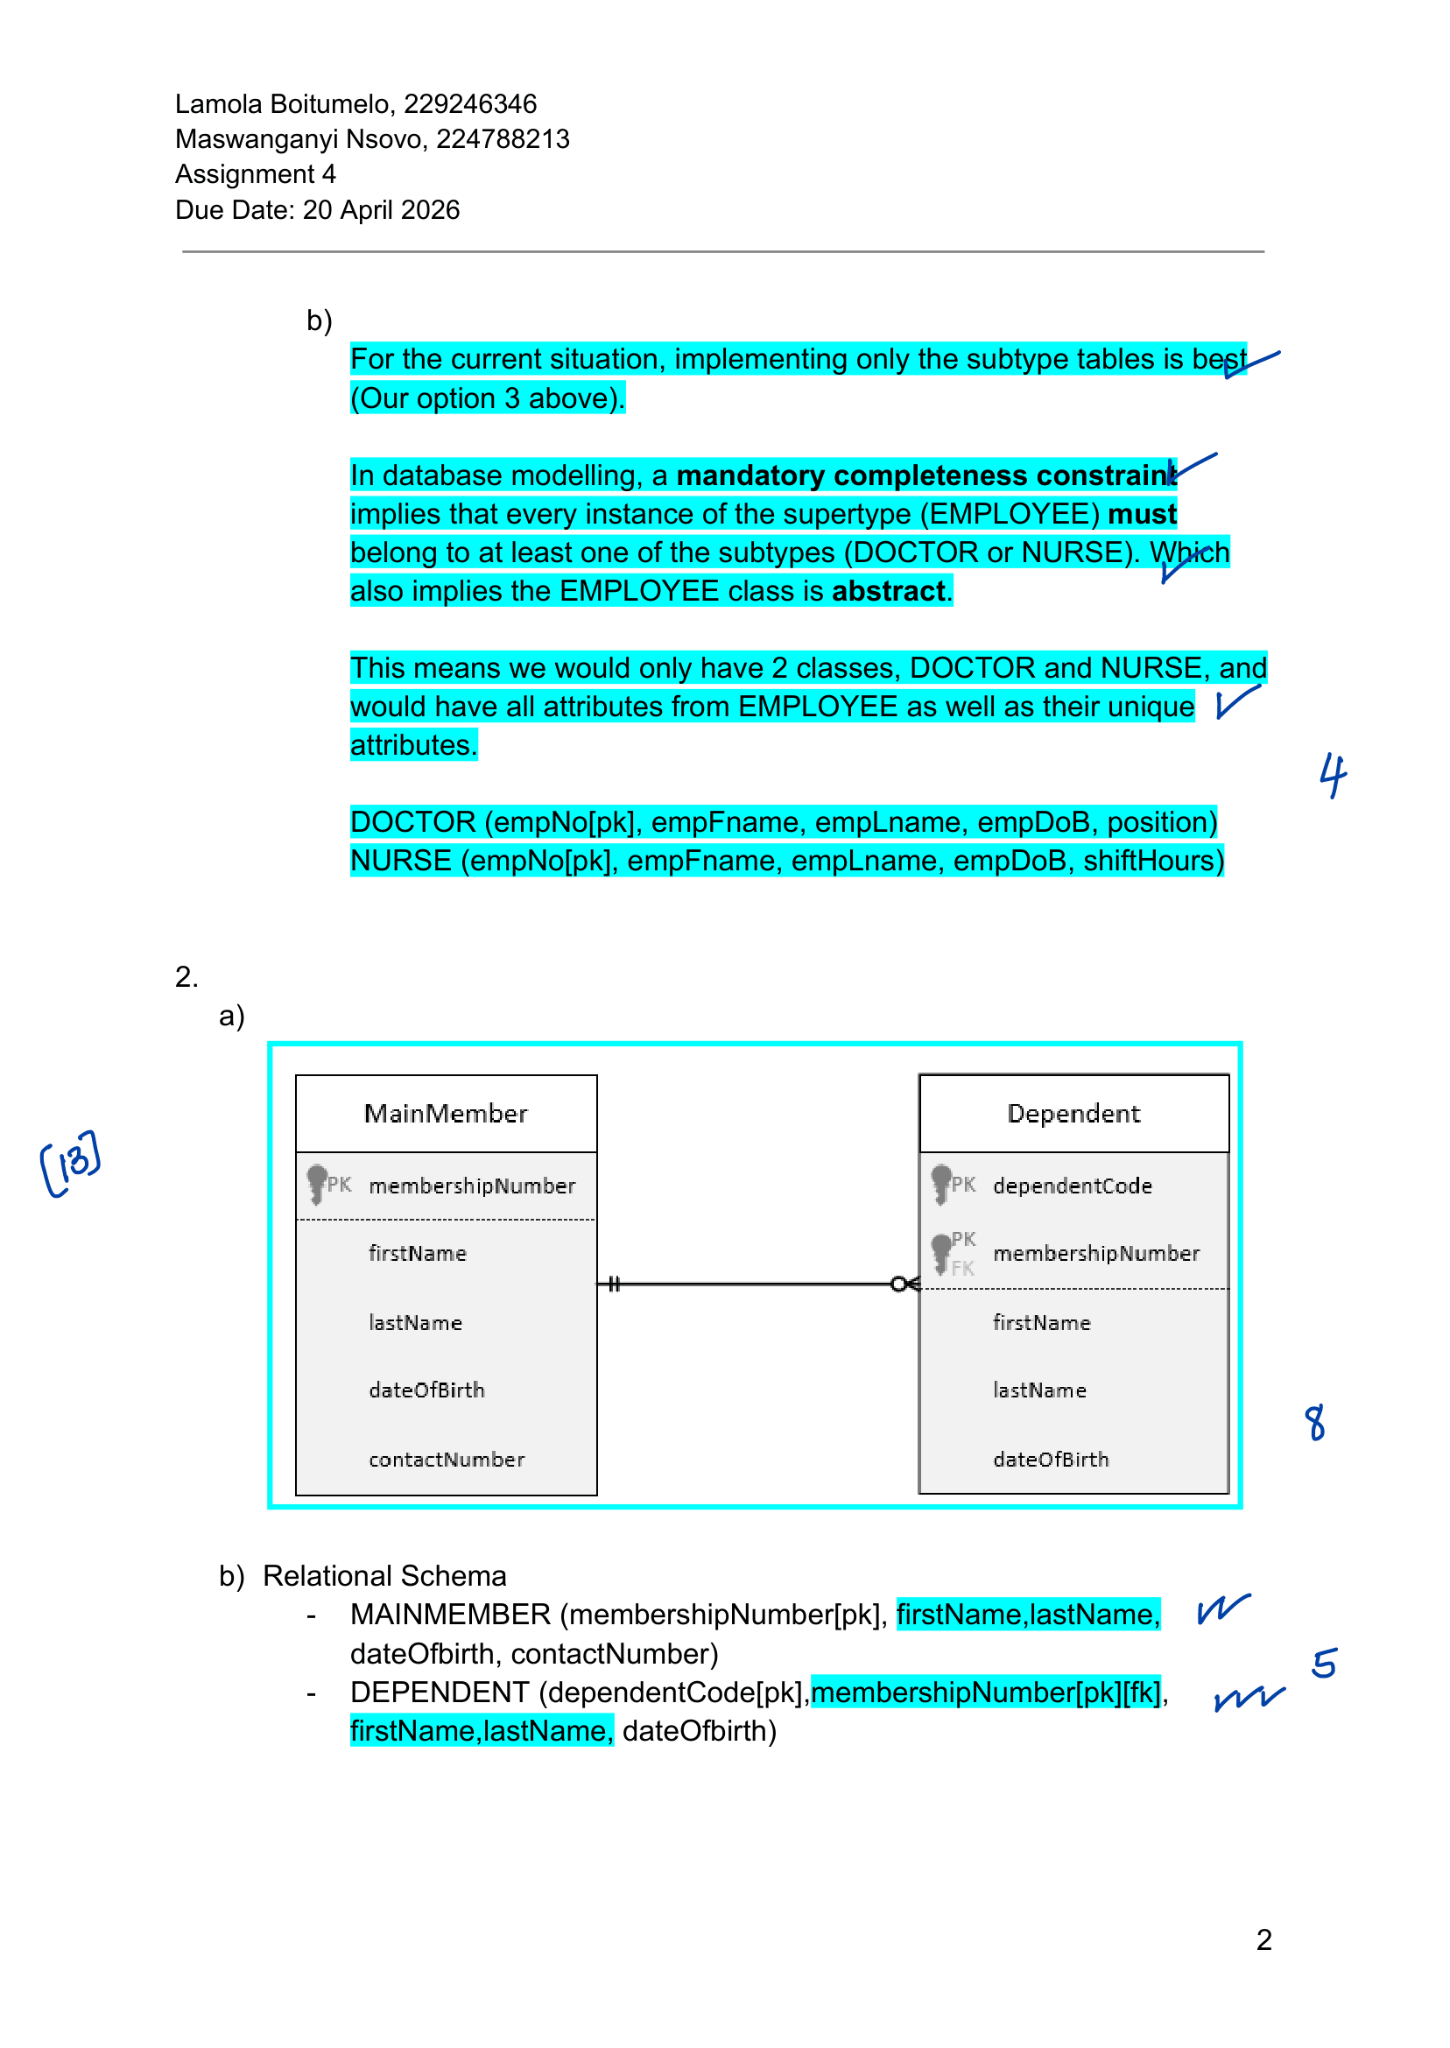 Lamola Boitumelo, 229246346
Maswanganyi Nsovo, 224788213
Assignment 4
Due Date: 20 April 2026
b)
For the current situation, implementing only the subtype tables is best
(Our option 3 above).
In database modelling, a mandatory completeness constraint
implies that every instance of the supertype (EMPLOYEE) must
belong to at least one of the subtypes (DOCTOR or NURSE). Which
also implies the EMPLOYEE class is abstract.
This means we would only have 2 classes, DOCTOR and NURSE, and
would have all attributes from EMPLOYEE as well as their unique
attributes.
4
DOCTOR (empNo[pk], empFname, empLname, empDoB, position)
NURSE (empNo[pk], empFname, empLname, empDoB, shiftHours)
2.
a)
[13]
MainMember
PK membershipNumber
firstName
lastName
dateOfBirth
contactNumber
Dependent
PK dependentCode
PK
FK membershipNumber
firstName
lastName
dateOfBirth
8
b) Relational Schema
- MAINMEMBER (membershipNumber[pk], firstName,lastName,
dateOfbirth, contactNumber)
5
- DEPENDENT (dependentCode[pk],membershipNumber[pk][fk],
firstName,lastName, dateOfbirth)
2